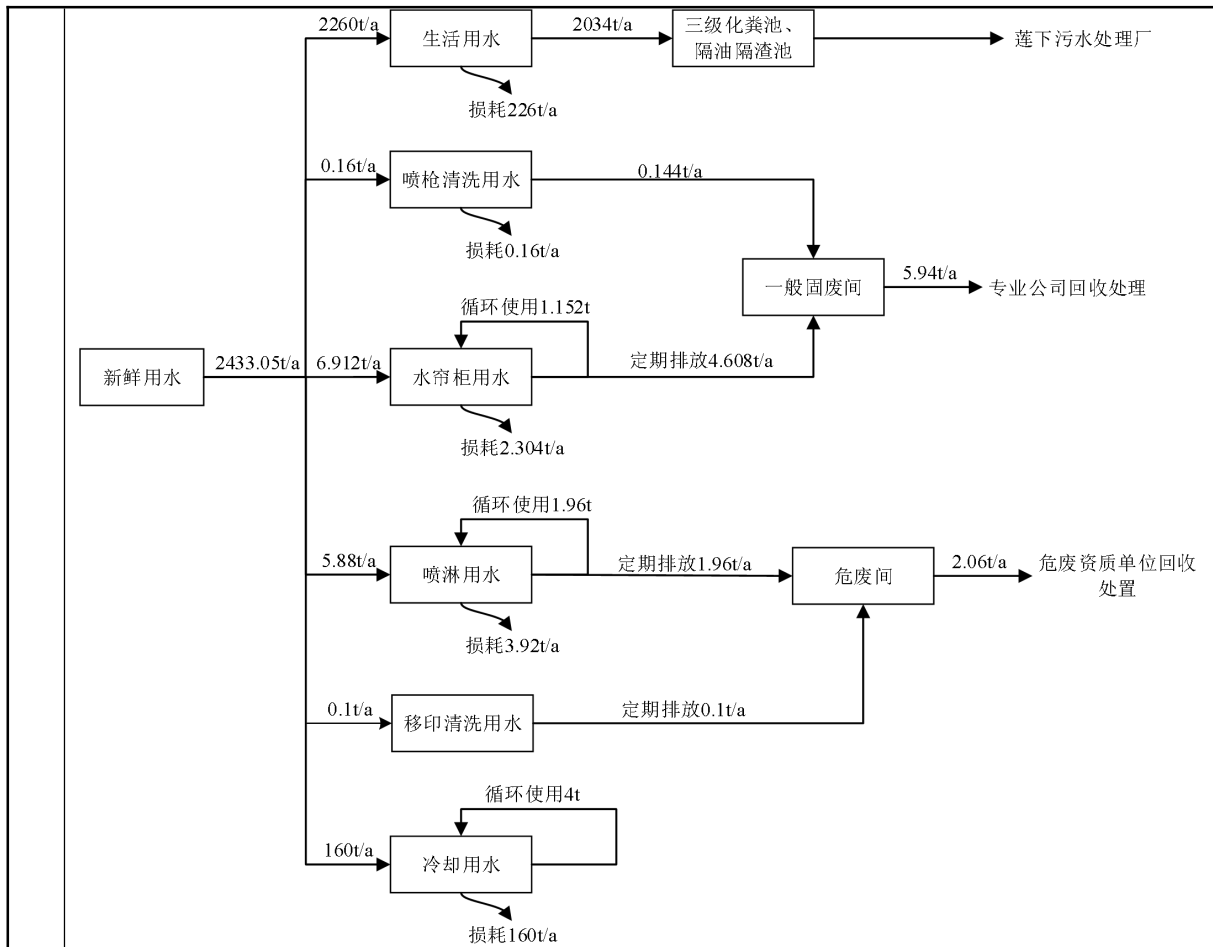 2260t/a
生活用水
2034t/a
三级化粪池、
隔油隔渣池
莲下污水处理厂
损耗226t/a
0.16t/a
喷枪清洗用水
0.144t/a
损耗0.16t/a
一般固废间
5.94t/a
专业公司回收处理
循环使用1.152t
新鲜用水
2433.05t/a
6.912t/a
水帘柜用水
定期排放4.608t/a
损耗2.304t/a
循环使用1.96t
5.88t/a
喷淋用水
定期排放1.96t/a
危废间
2.06t/a
危废资质单位回收
处置
损耗3.92t/a
0.1t/a
移印清洗用水
定期排放0.1t/a
循环使用4t
160t/a
冷却用水
损耗160t/a